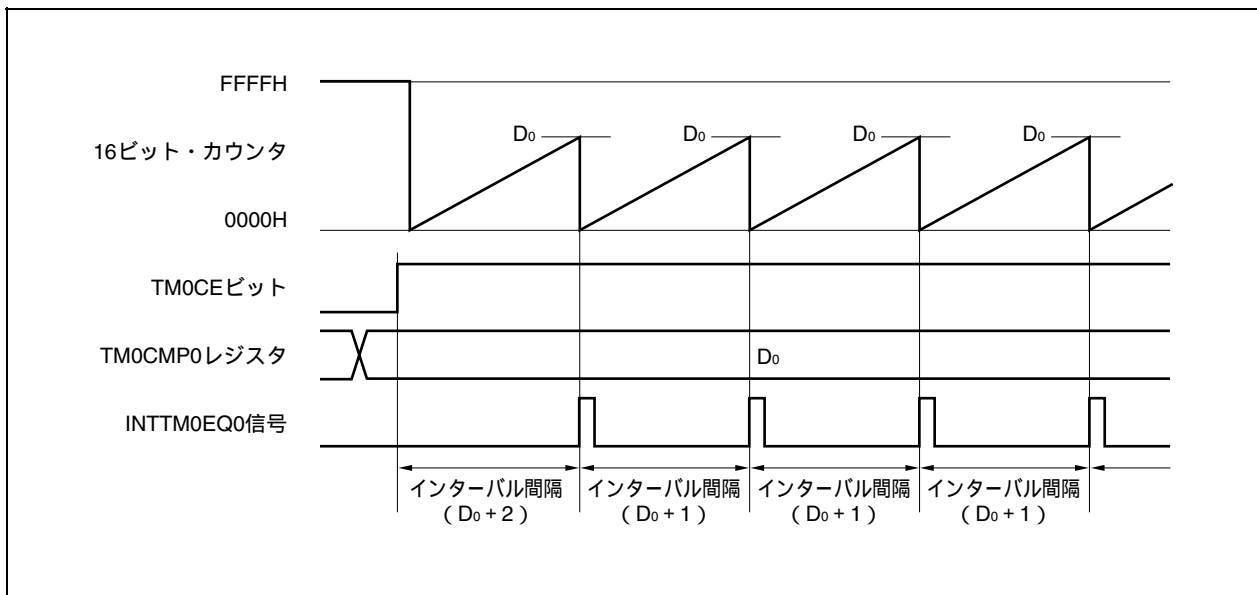 FFFFH
D₀ D₀ D₀ D₀
16ビット・カウンタ
0000H
TM0CEビット
TM0CMP0レジスタ D₀
INTTM0EQ0信号
インターバル間隔 インターバル間隔 インターバル間隔 インターバル間隔
（D₀＋2） （D₀＋1） （D₀＋1） （D₀＋1）